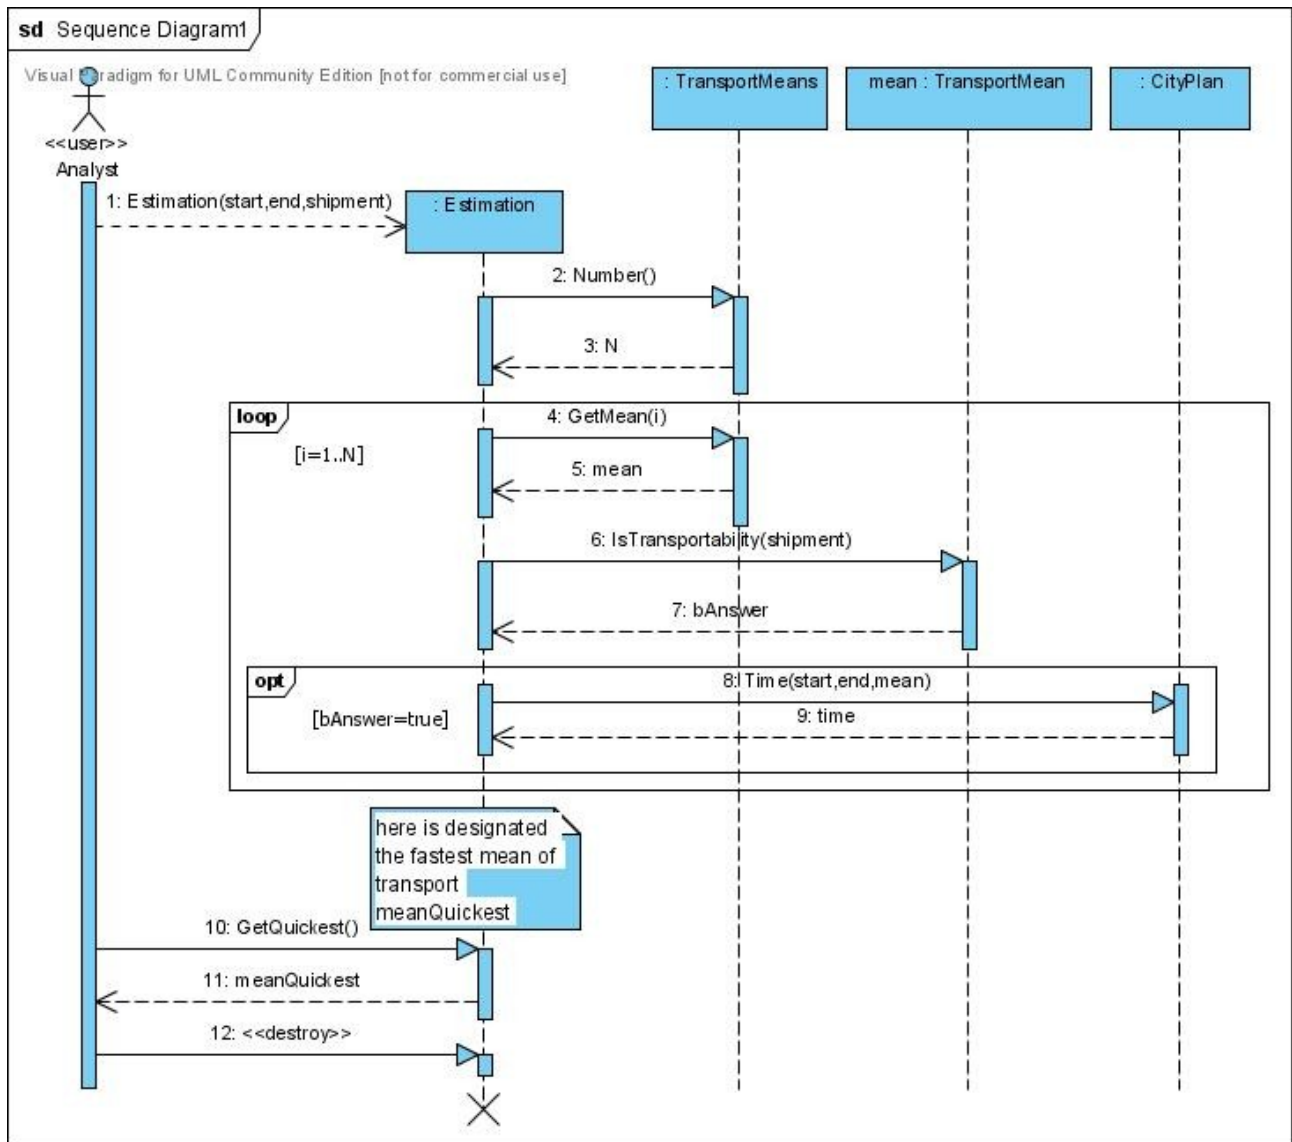 sd Sequence Diagram1
Visual Paradigm for UML Community Edition [not for commercial use]
: TransportMeans
mean : TransportMean
: CityPlan
<<user>>
Analyst
1: Estimation(start,end,shipment)
: Estimation
2: Number()
3: N
loop
[i=1..N]
4: GetMean(i)
5: mean
6: IsTransportability(shipment)
7: bAnswer
opt
[bAnswer=true]
8: Time(start,end,mean)
9: time
here is designated
the fastest mean of
transport
meanQuickest
10: GetQuickest()
11: meanQuickest
12: <<destroy>>